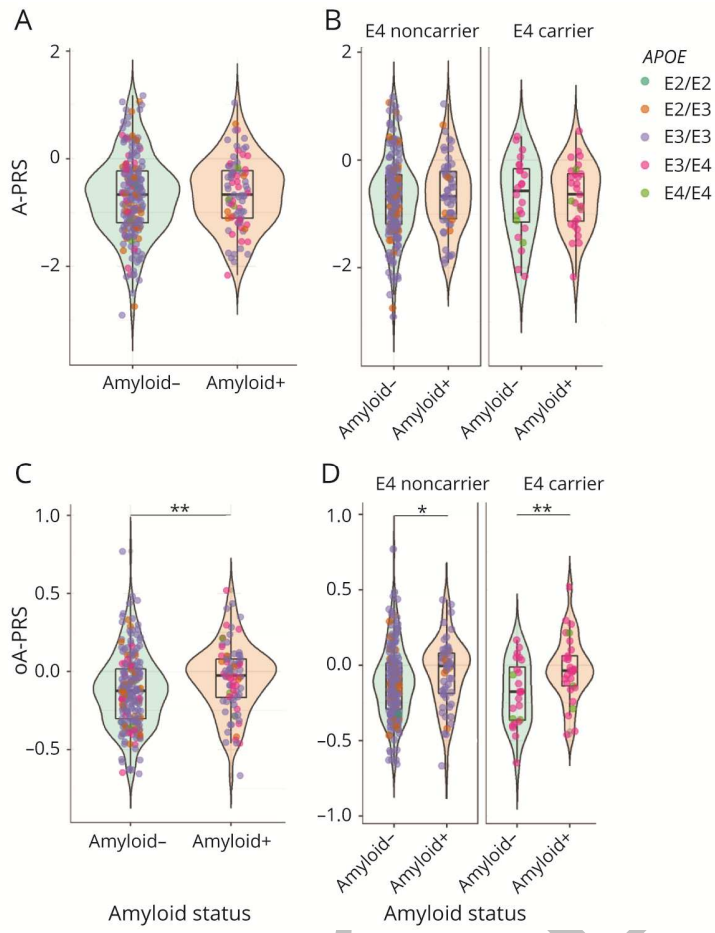 A
B
E4 noncarrier
E4 carrier
APOE
E2/E2
E2/E3
E3/E3
E3/E4
E4/E4
2
0
−2
A-PRS
Amyloid−
Amyloid+
2
0
−2
Amyloid−
Amyloid+
Amyloid−
Amyloid+
C
D
E4 noncarrier
E4 carrier
1.0
0.5
0.0
−0.5
oA-PRS
**
Amyloid−
Amyloid+
Amyloid status
1.0
0.5
0.0
−0.5
−1.0
*
**
Amyloid−
Amyloid+
Amyloid−
Amyloid+
Amyloid status